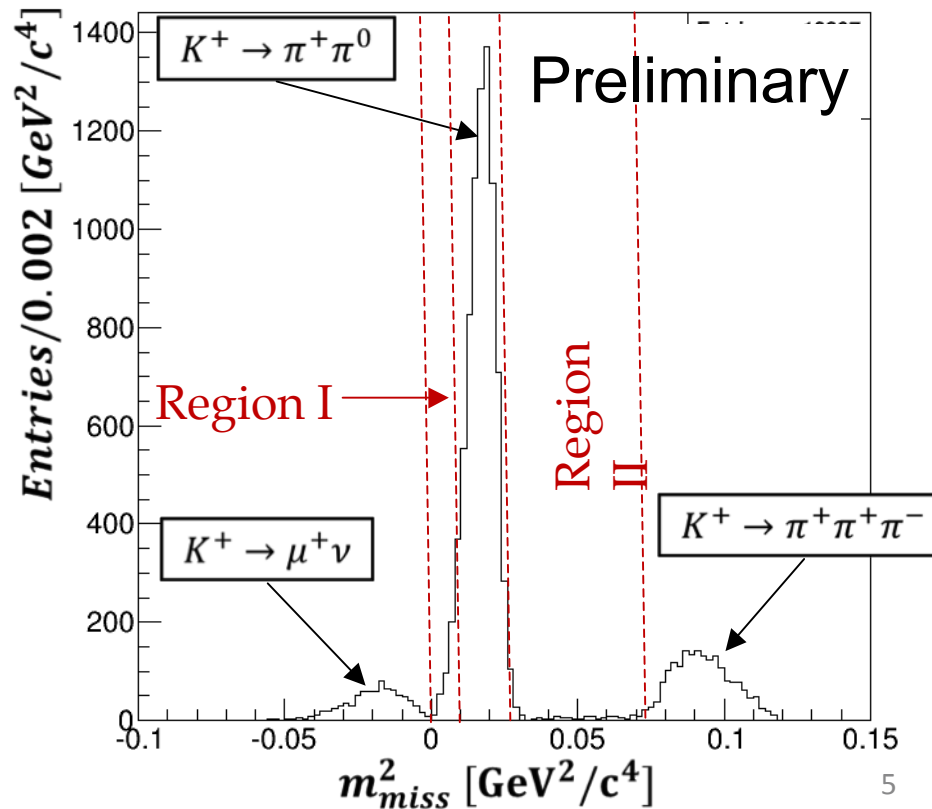 1400
K⁺ → π⁺π⁰
Preliminary
1200
1000
800
600
400
200
0
Entries/0.002 [GeV²/c⁴]
Region I
Region
II
K⁺ → μ⁺ν
K⁺ → π⁺π⁺π⁻
-0.1 -0.05 0 0.05 0.1 0.15
m²miss [GeV²/c⁴]
5